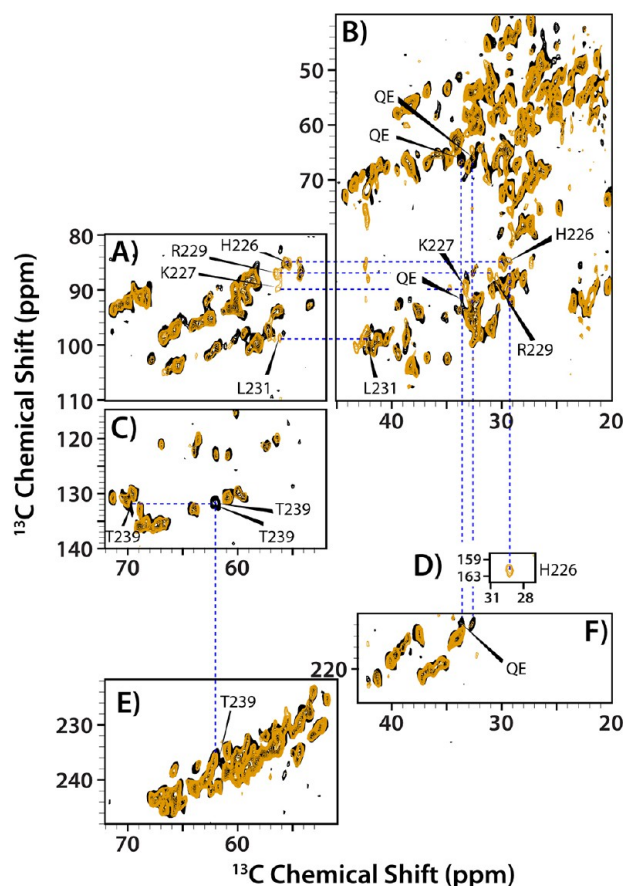 B)
50
60
70
QE
QE
K227
H226
QE
R229
L231
40
30
20
A)
80
90
100
110
H226
R229
K227
L231
C)
120
130
140
T239
T239
T239
70
60
D)
159
163
31
28
H226
F)
220
QE
40
30
20
E)
230
240
T239
70
60
13C Chemical Shift (ppm)
13C Chemical Shift (ppm)